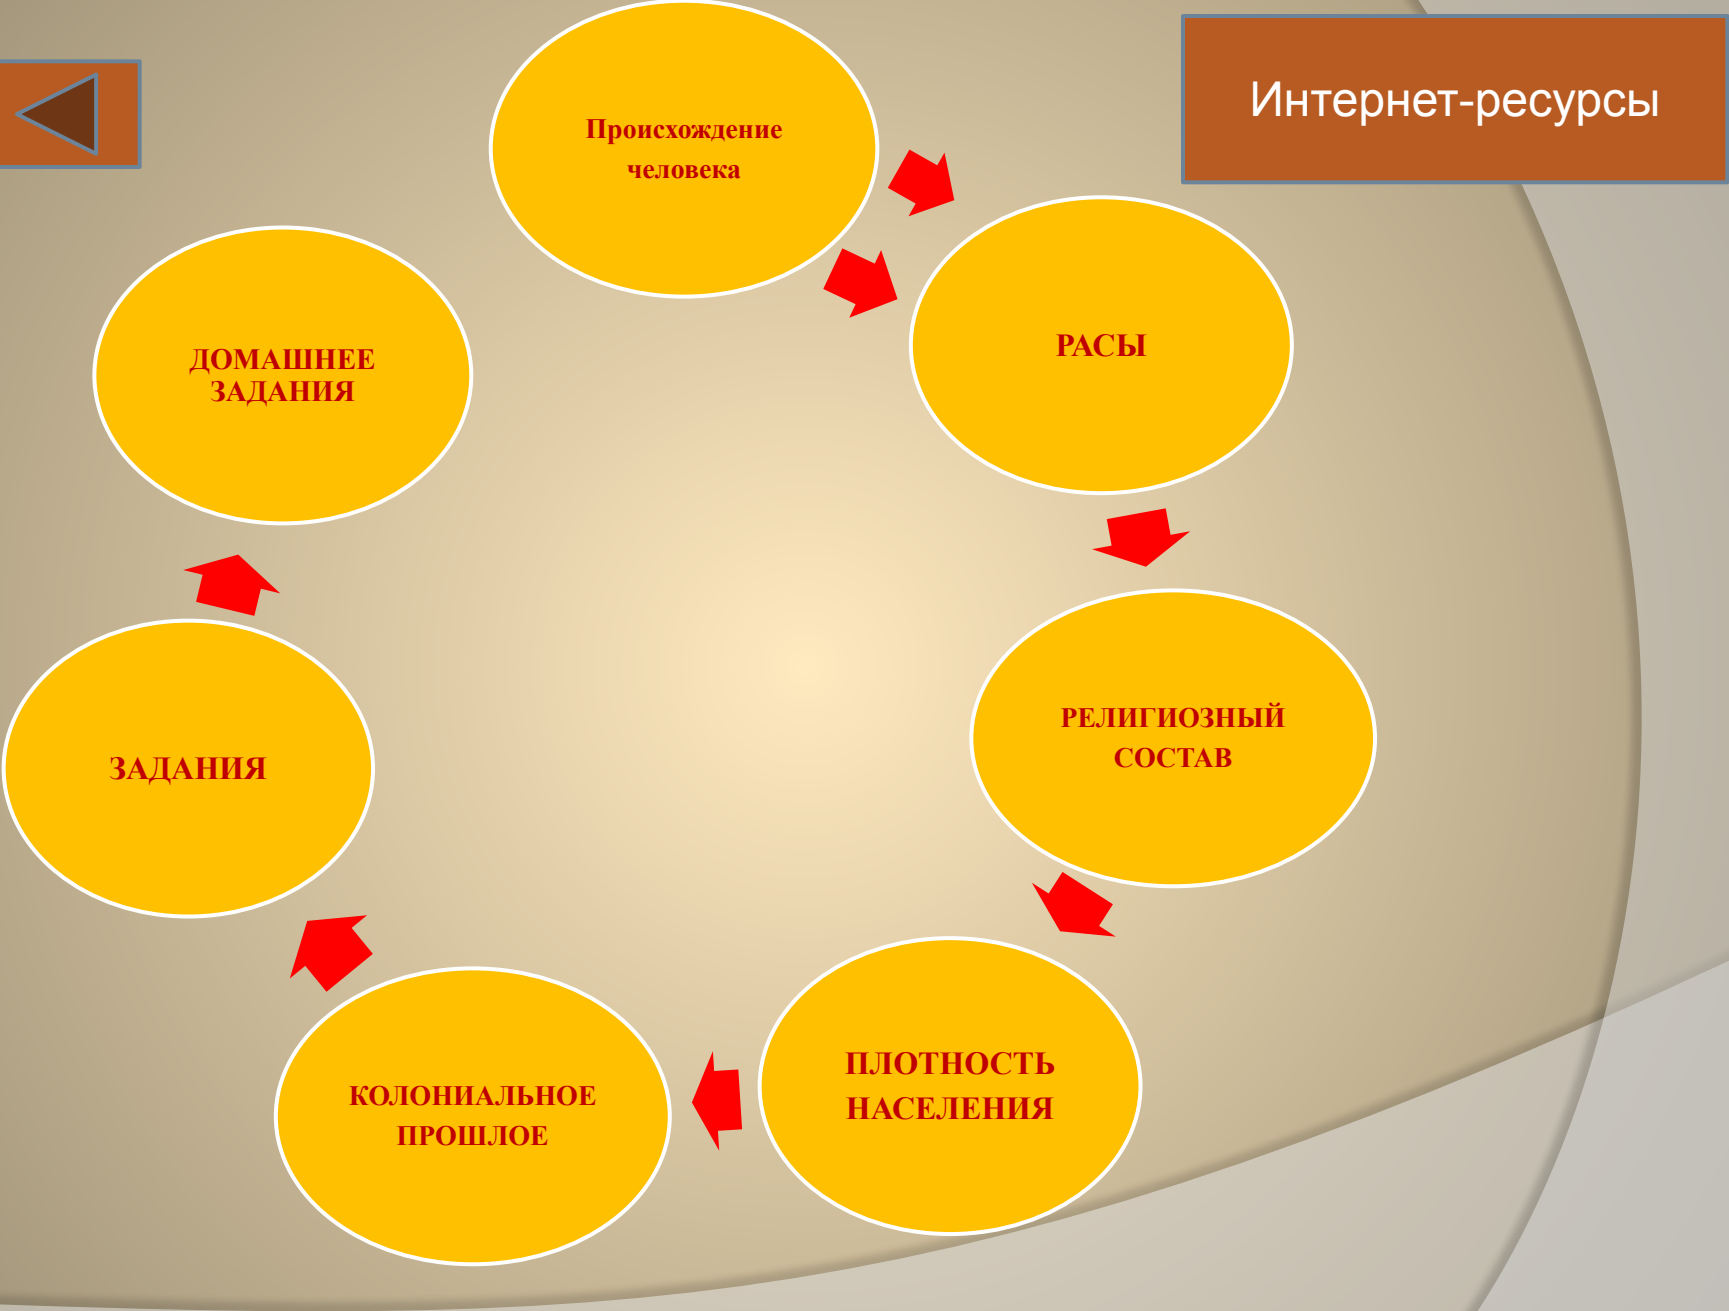 Интернет-ресурсы
Происхождение
человека
РАСЫ
РЕЛИГИОЗНЫЙ
СОСТАВ
ПЛОТНОСТЬ
НАСЕЛЕНИЯ
КОЛОНИАЛЬНОЕ
ПРОШЛОЕ
ЗАДАНИЯ
ДОМАШНЕЕ
ЗАДАНИЯ